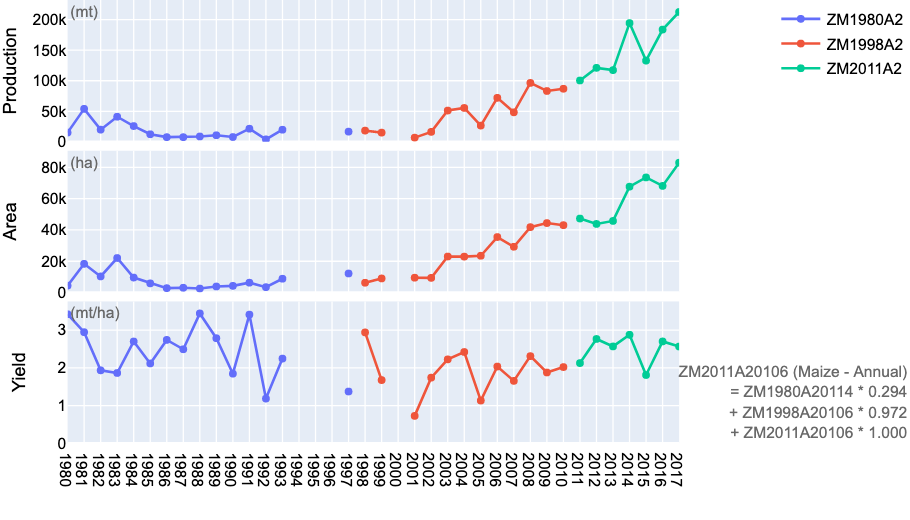 (mt)
Production
200k
150k
100k
50k
0
ZM1980A2
ZM1998A2
ZM2011A2
(ha)
Area
80k
60k
40k
20k
0
(mt/ha)
Yield
3
2
1
0
ZM2011A20106 (Maize - Annual)
= ZM1980A20114 * 0.294
+ ZM1998A20106 * 0.972
+ ZM2011A20106 * 1.000
1980
1981
1982
1983
1984
1985
1986
1987
1988
1989
1990
1991
1992
1993
1994
1995
1996
1997
1998
1999
2000
2001
2002
2003
2004
2005
2006
2007
2008
2009
2010
2011
2012
2013
2014
2015
2016
2017